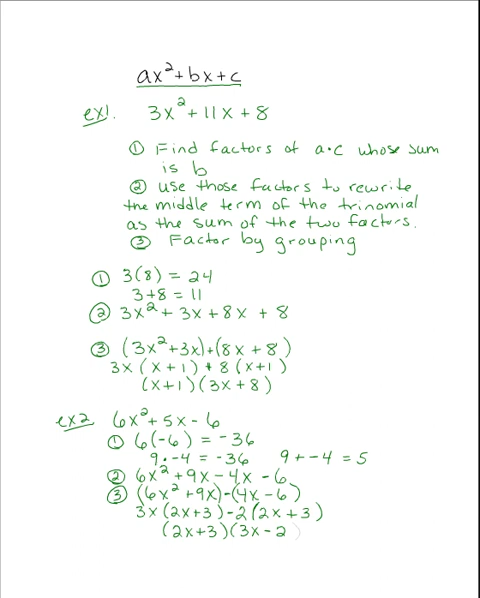 ax²+bx+c
ex1. 3x²+11x+8
① Find factors of a·c whose sum
is b
② use those factors to rewrite
the middle term of the trinomial
as the sum of the two factors.
③ Factor by grouping
① 3(8) = 24
3+8 = 11
② 3x² + 3x + 8x + 8
③ (3x²+3x)+(8x+8)
3x(x+1)+8(x+1)
(x+1)(3x+8)
ex2 6x²+5x-6
① 6(-6) = -36
9·-4 = -36 9+-4 = 5
② 6x²+9x-4x-6
③ (6x²+9x)-(4x-6)
3x(2x+3)-2(2x+3)
(2x+3)(3x-2)